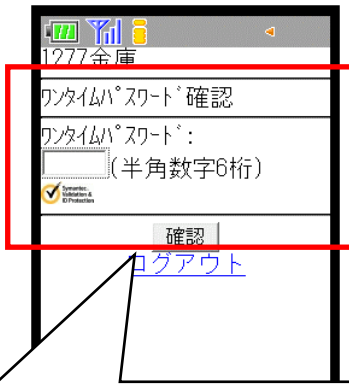 1277金庫
ﾜﾝﾀｲﾑﾊﾟｽﾜｰﾄﾞ確認
ﾜﾝﾀｲﾑﾊﾟｽﾜｰﾄﾞ:
(半角数字6桁)
Symantec.
Validation &
ID Protection
確認
ログアウト